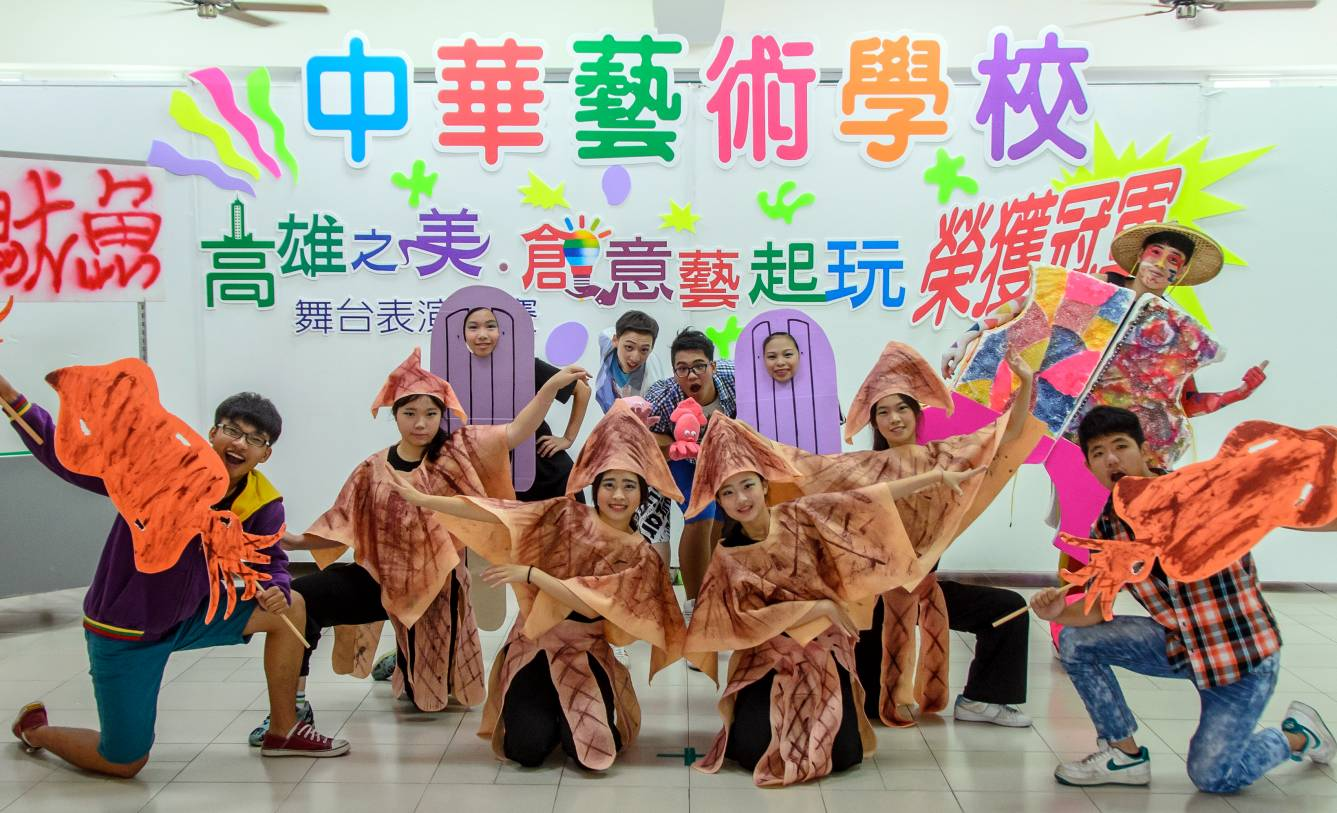 中華藝術學校
高雄之美·創意藝起玩
榮獲冠軍
舞台表演 賽
魷魚